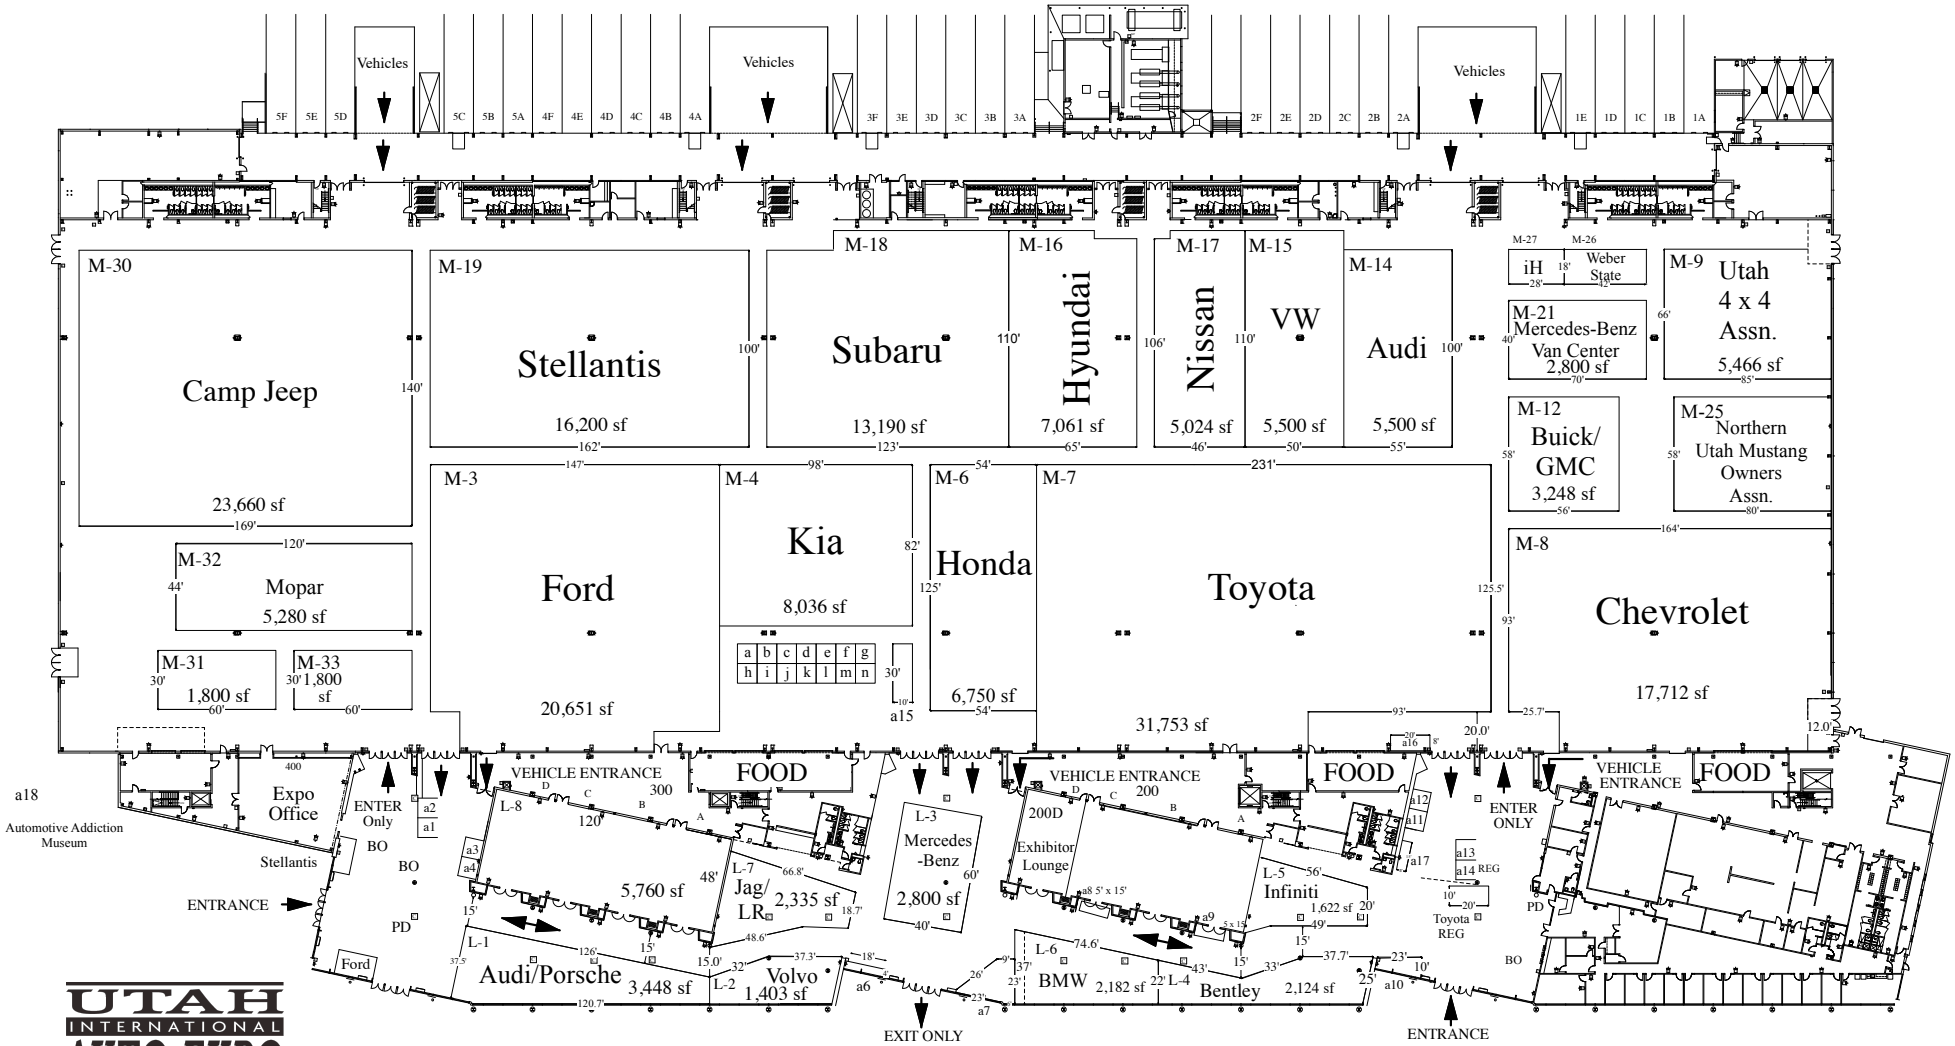 Vehicles
Vehicles
Vehicles
5F 5E 5D 5C 5B 5A 4F 4E 4D 4C 4B 4A 3F 3E 3D 3C 3B 3A 2F 2E 2D 2C 2B 2A 1E 1D 1C 1B 1A
M-30
Camp Jeep
23,660 sf
169'
140'
M-19
Stellantis
16,200 sf
162'
100'
M-18
Subaru
13,190 sf
123'
110'
M-16
Hyundai
7,061 sf
65'
M-17
Nissan
5,024 sf
46'
106'
M-15
VW
5,500 sf
50'
110'
M-14
Audi
5,500 sf
55'
100'
M-27
iH
28'
18'
M-26
Weber
State
42'
M-21
Mercedes-Benz
Van Center
2,800 sf
70'
40'
M-9
Utah
4 x 4
Assn.
5,466 sf
85'
66'
M-12
Buick/
GMC
3,248 sf
56'
58'
M-25
Northern
Utah Mustang
Owners
Assn.
80'
58'
M-32
120'
Mopar
5,280 sf
44'
M-31
1,800 sf
30'
60'
M-33
1,800
sf
30'
60'
M-3
147'
Ford
20,651 sf
M-4
98'
Kia
8,036 sf
82'
a b c d e f g
h i j k l m n
30'
10'
a15
M-6
54'
Honda
125'
6,750 sf
54'
M-7
231'
Toyota
31,753 sf
125.5'
93'
M-8
164'
Chevrolet
93'
17,712 sf
25.7'
20.0'
12.0'
20'
a16
8'
400
Expo
Office
a18
Automotive Addiction
Museum
Stellantis
ENTER
Only
BO
BO
PD
a2
a1
a3
a4
ENTRANCE
Ford
VEHICLE ENTRANCE
300
D C B A
FOOD
L-8
120'
5,760 sf
48'
L-7
Jag/
LR
2,335 sf
66.8'
18.7'
48.6'
15'
15'
15.0'
L-1
126'
37.5'
Audi/Porsche
3,448 sf
120.7'
L-2
32'
37.3'
Volvo
1,403 sf
L-3
Mercedes
-Benz
2,800 sf
60'
40'
18'
4'
a6
26'
9'
23'
a7
EXIT ONLY
VEHICLE ENTRANCE
200
D C B A
FOOD
200D
Exhibitor
Lounge
a8 5' x 15'
a9
5 x 15
L-5
Infiniti
1,622 sf
56'
20'
49'
15'
15'
L-6
74.6'
37'
23'
BMW
2,182 sf
22'
L-4
43'
33'
37.7'
Bentley
2,124 sf
25'
23'
10'
a10
a12
a11
a17
a13
a14
REG
10'
20'
Toyota
REG
ENTER
ONLY
PD
BO
ENTRANCE
VEHICLE
ENTRANCE
FOOD
UTAH
INTERNATIONAL
AUTO EXPO